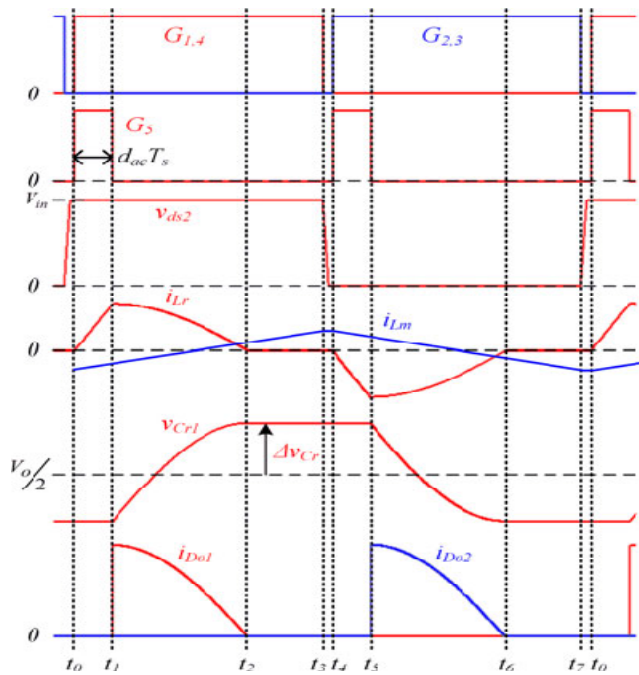 G1,4
G2,3
0
G5
dacTs
0
Vin
vds2
0
iLr
iLm
0
vCr1
ΔvCr
Vo/2
iDo1
iDo2
0
t0 t1 t2 t3 t4 t5 t6 t7 t0